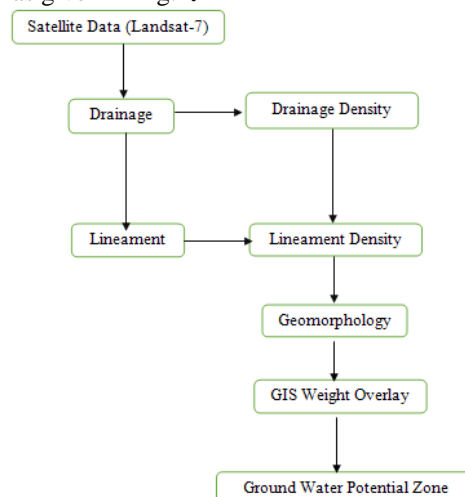 Satellite Data (Landsat-7)
Drainage
Drainage Density
Lineament
Lineament Density
Geomorphology
GIS Weight Overlay
Ground Water Potential Zone